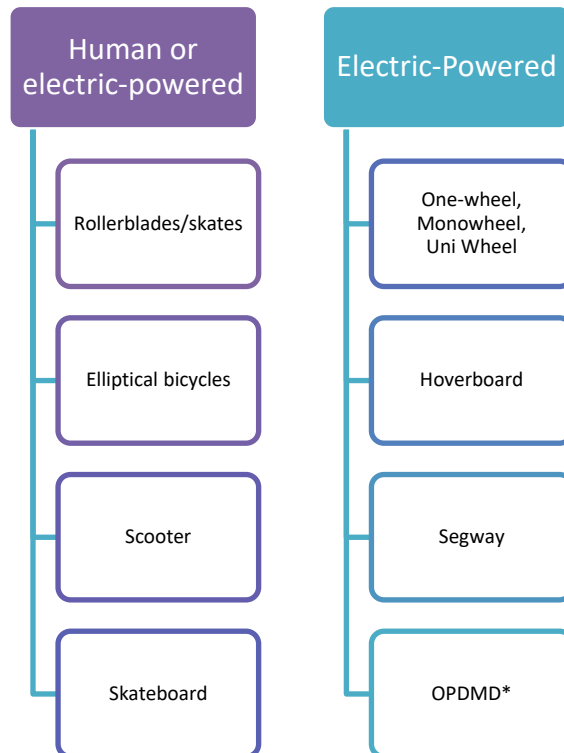 Human or
electric-powered
Rollerblades/skates
Elliptical bicycles
Scooter
Skateboard
Electric-Powered
One-wheel,
Monowheel,
Uni Wheel
Hoverboard
Segway
OPDMD*